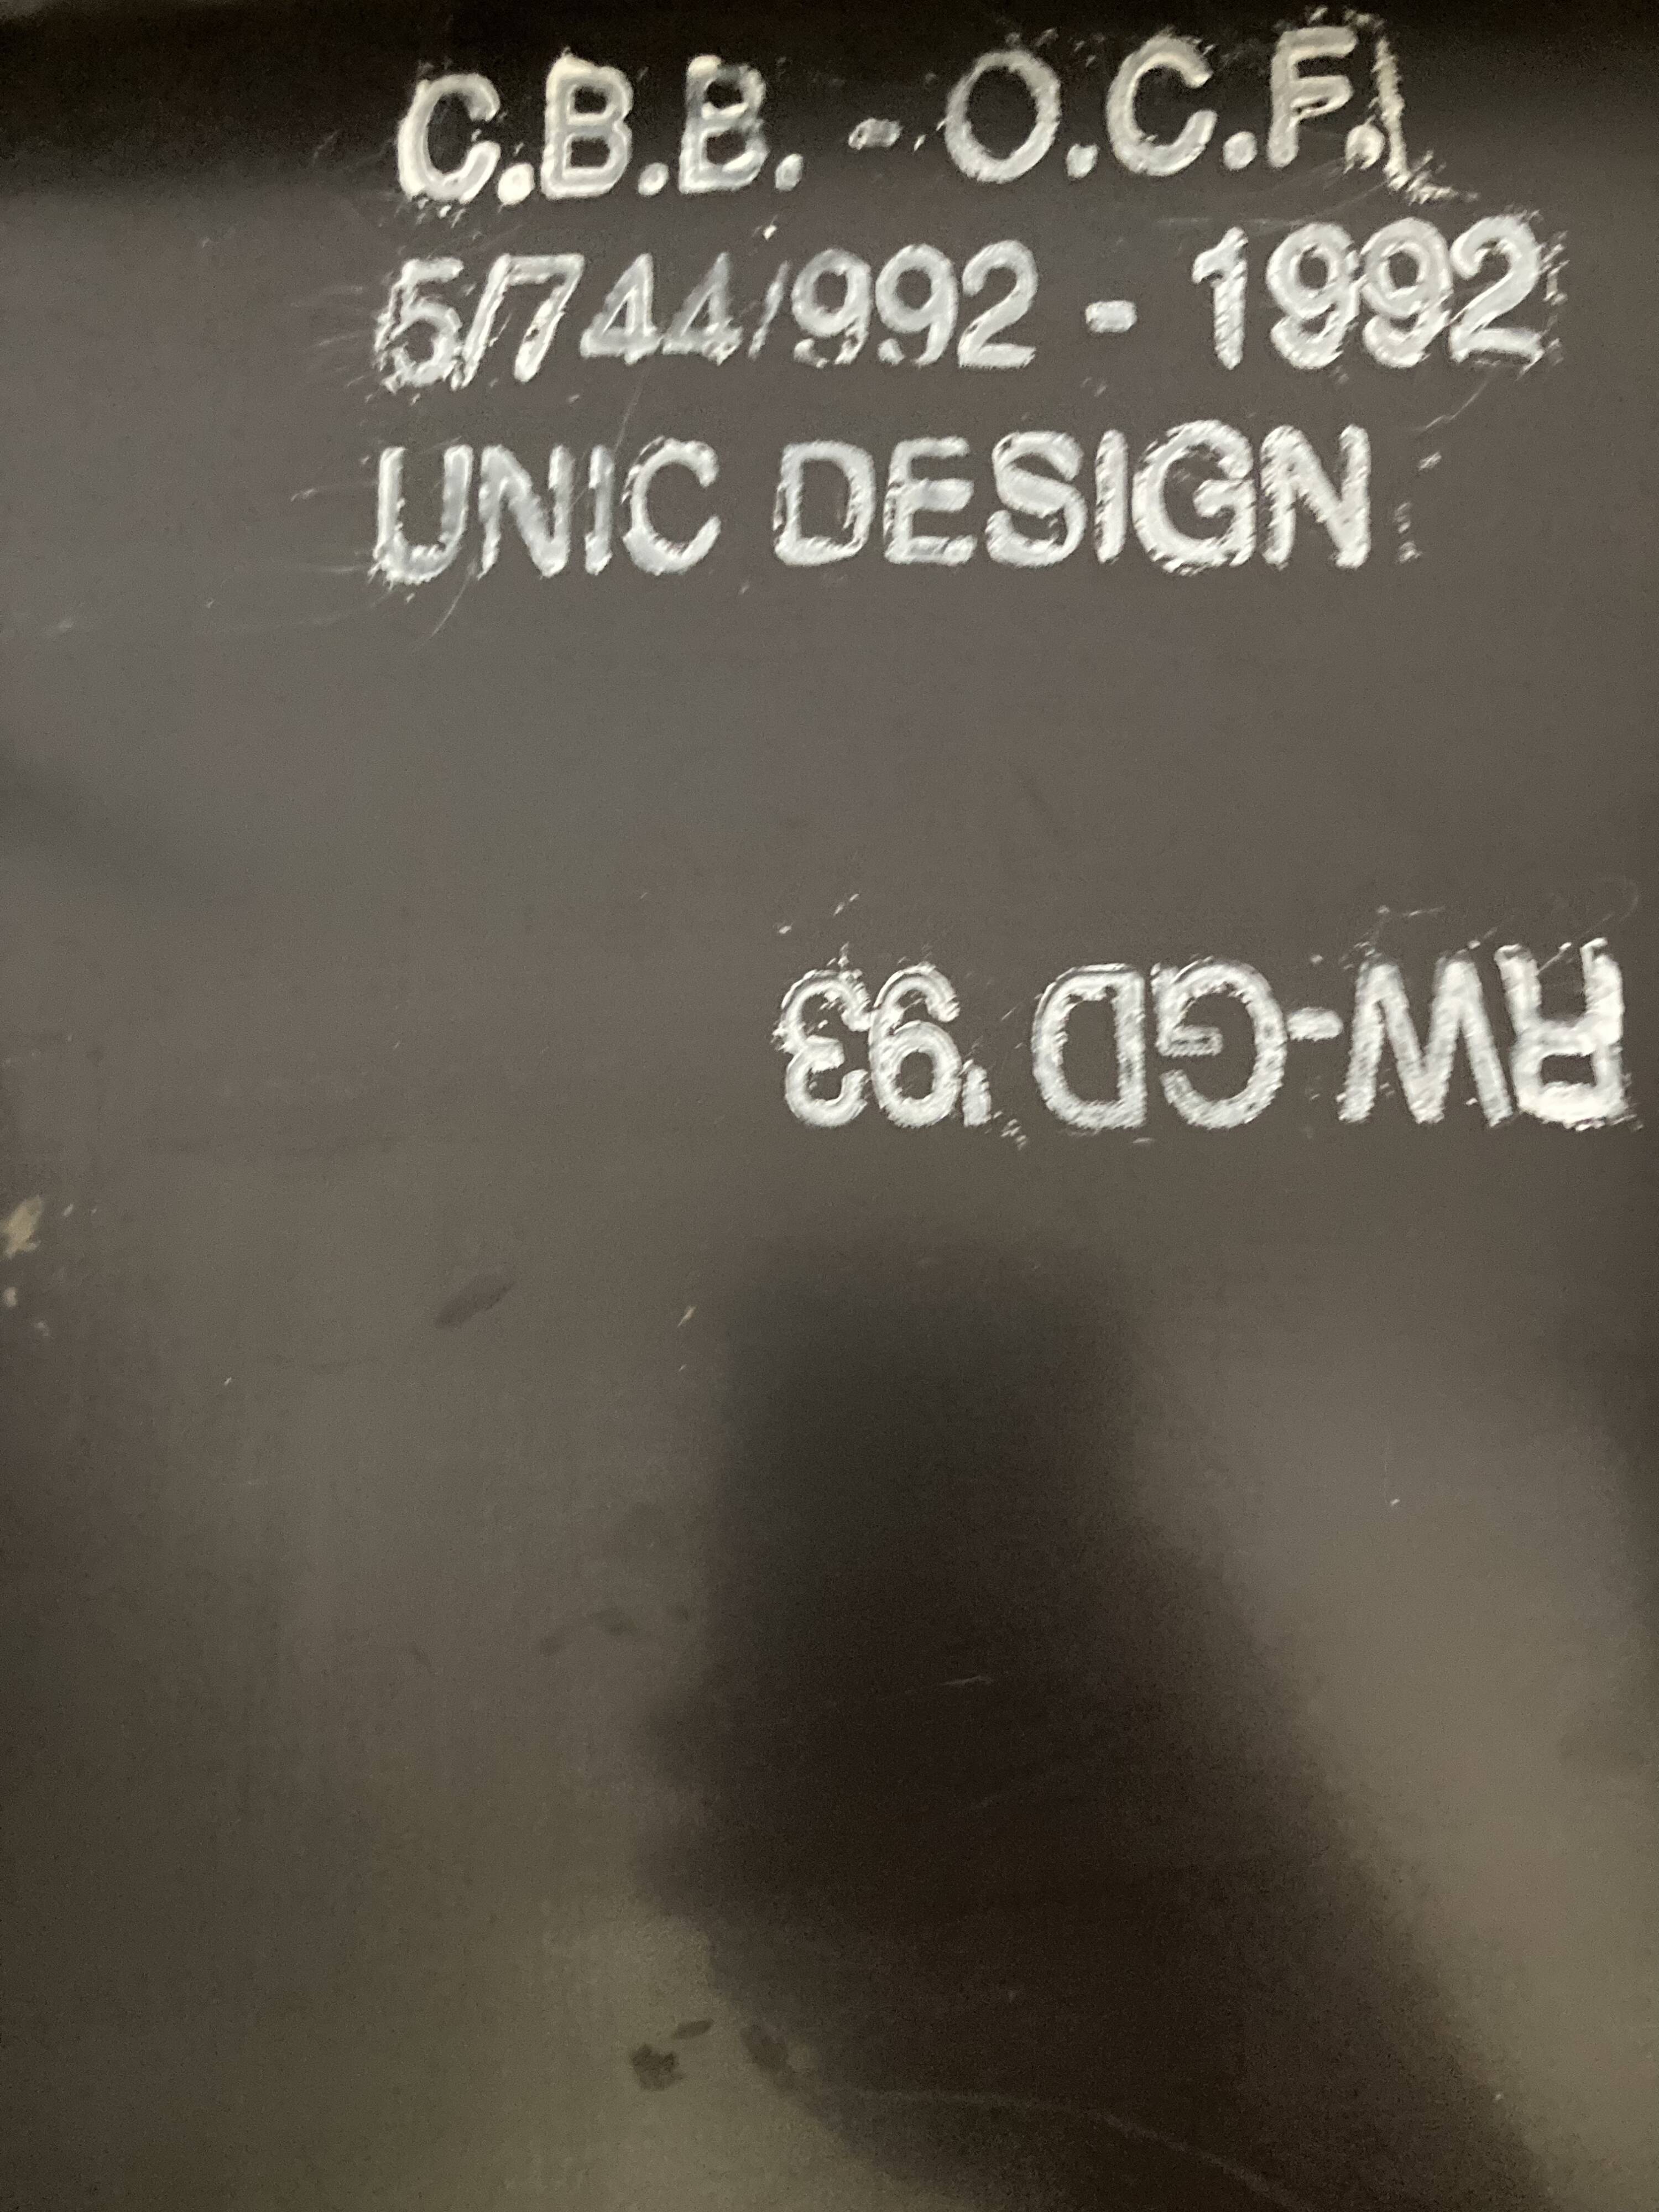 C.B.B. - O.C.F.
5/744/992 - 1992
UNIC DESIGN
RW-GD '93